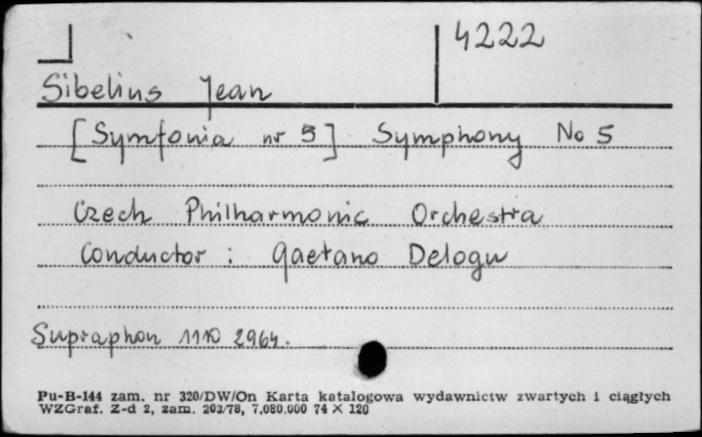 4222
Sibelius Jean
[Symfonia nr 5] Symphony No 5
Czech Philharmonic Orchestra
Conductor : Gaetano Delogu
Supraphon 1110 2964.
Pu-B-144 zam. nr 320/DW/On Karta katalogowa wydawnictw zwartych i ciągłych
WZGraf. Z-d 2, zam. 203/78, 7.080.000 74 X 120